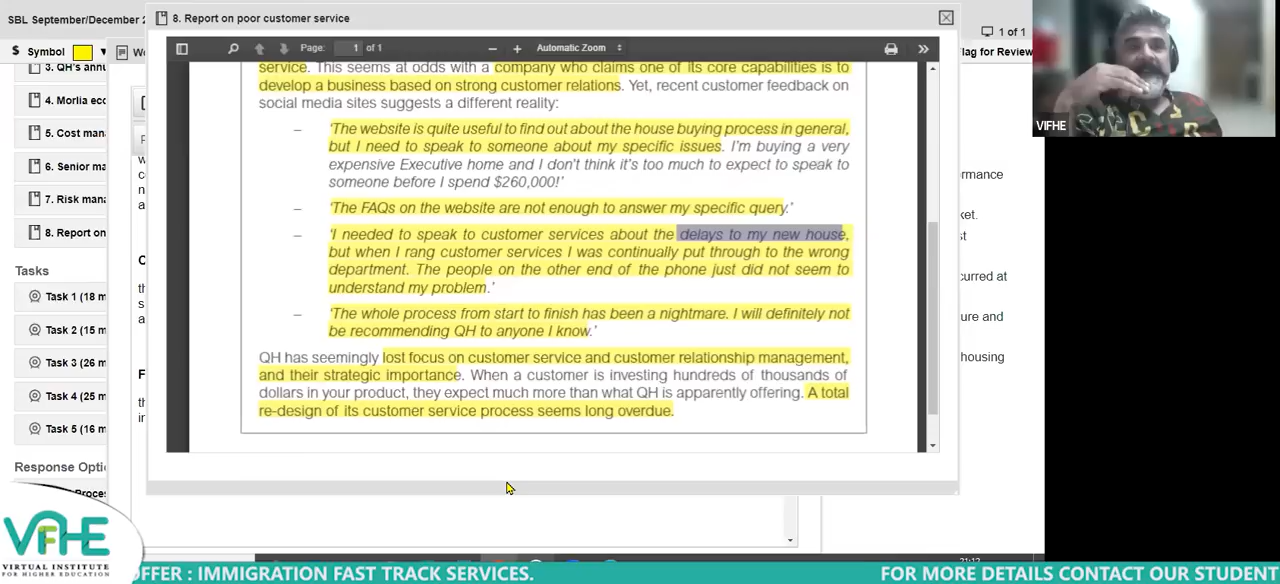 SBL September/December 2
8. Report on poor customer service
1 of 1
$ Symbol
Flag for Review
Page: 1 of 1
Automatic Zoom
3. QH's annu
4. Morlia eco
5. Cost man
6. Senior ma
7. Risk mana
8. Report on
Tasks
Task 1 (18 m
Task 2 (15 m
Task 3 (26 m
Task 4 (25 m
Task 5 (16 m
Response Optio
Proces
service. This seems at odds with a company who claims one of its core capabilities is to
develop a business based on strong customer relations. Yet, recent customer feedback on
social media sites suggests a different reality:
– 'The website is quite useful to find out about the house buying process in general,
but I need to speak to someone about my specific issues. I'm buying a very
expensive Executive home and I don't think it's too much to expect to speak to
someone before I spend $260,000!'
– 'The FAQs on the website are not enough to answer my specific query.'
– 'I needed to speak to customer services about the delays to my new house,
but when I rang customer services I was continually put through to the wrong
department. The people on the other end of the phone just did not seem to
understand my problem.'
– 'The whole process from start to finish has been a nightmare. I will definitely not
be recommending QH to anyone I know.'
QH has seemingly lost focus on customer service and customer relationship management,
and their strategic importance. When a customer is investing hundreds of thousands of
dollars in your product, they expect much more than what QH is apparently offering. A total
re-design of its customer service process seems long overdue.
rmance
ket.
st
curred at
ure and
housing
VIFHE
VIFHE
VIRTUAL INSTITUTE
FOR HIGHER EDUCATION
OFFER : IMMIGRATION FAST TRACK SERVICES.
FOR MORE DETAILS CONTACT OUR STUDENT